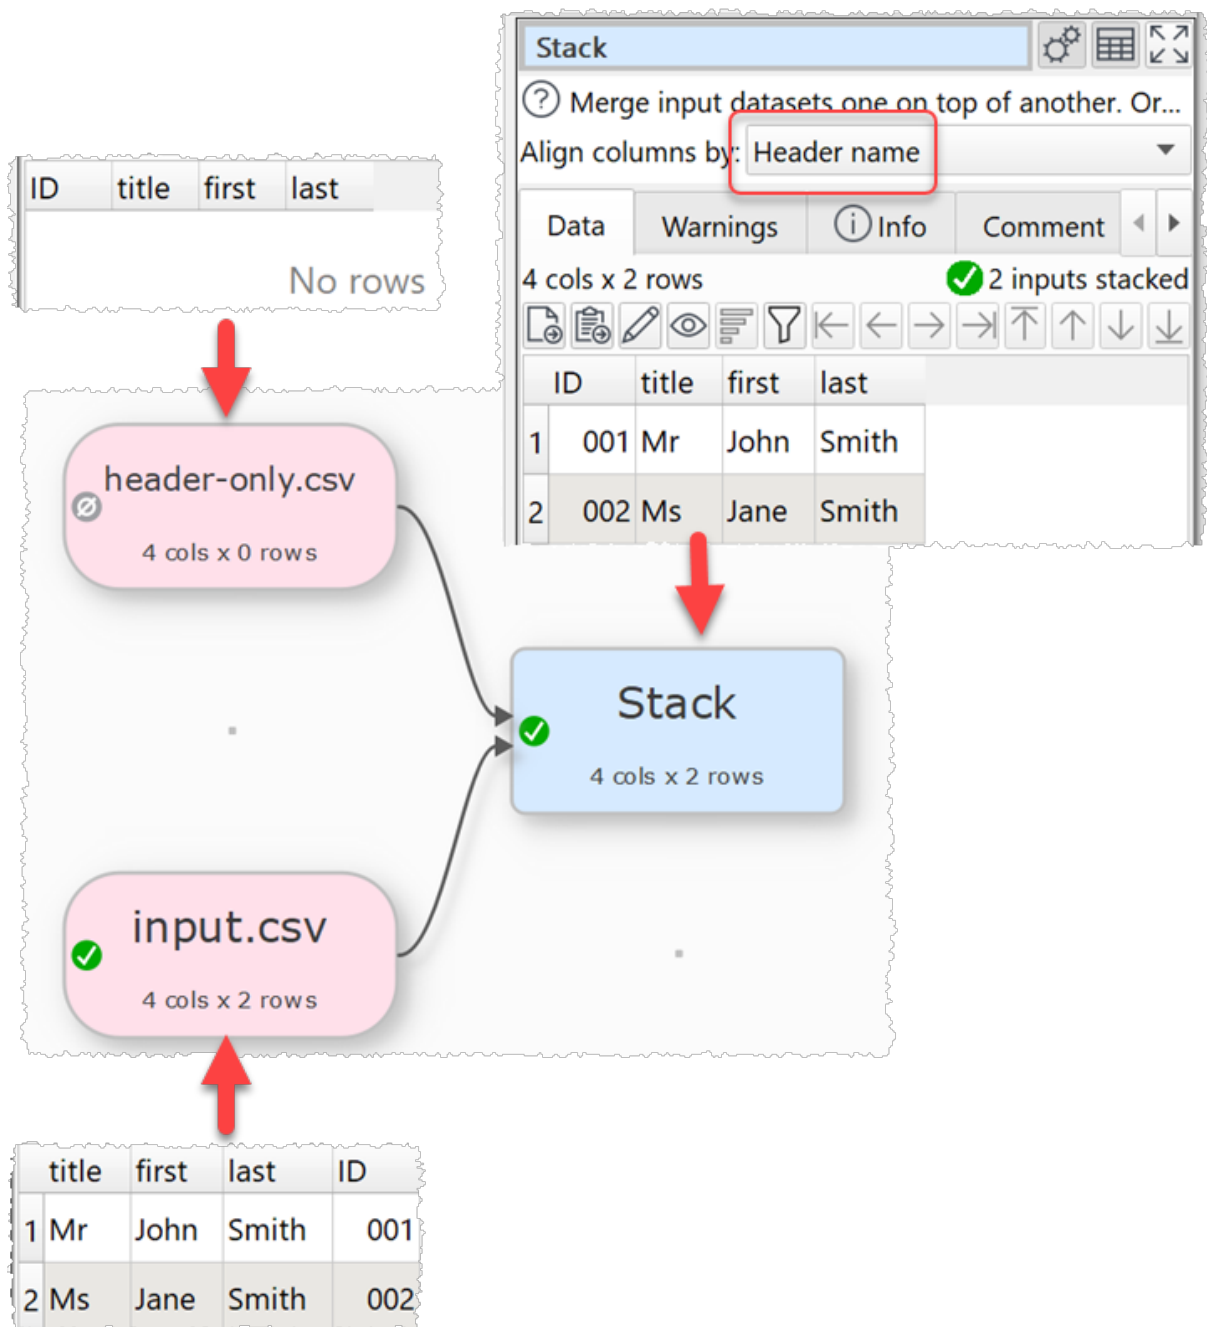 Stack
Merge input datasets one on top of another. Or...
Align columns by: Header name
Data Warnings Info Comment
4 cols x 2 rows 2 inputs stacked
ID title first last
1 001 Mr John Smith
2 002 Ms Jane Smith
ID title first last
No rows
header-only.csv
4 cols x 0 rows
Stack
4 cols x 2 rows
input.csv
4 cols x 2 rows
title first last ID
1 Mr John Smith 001
2 Ms Jane Smith 002